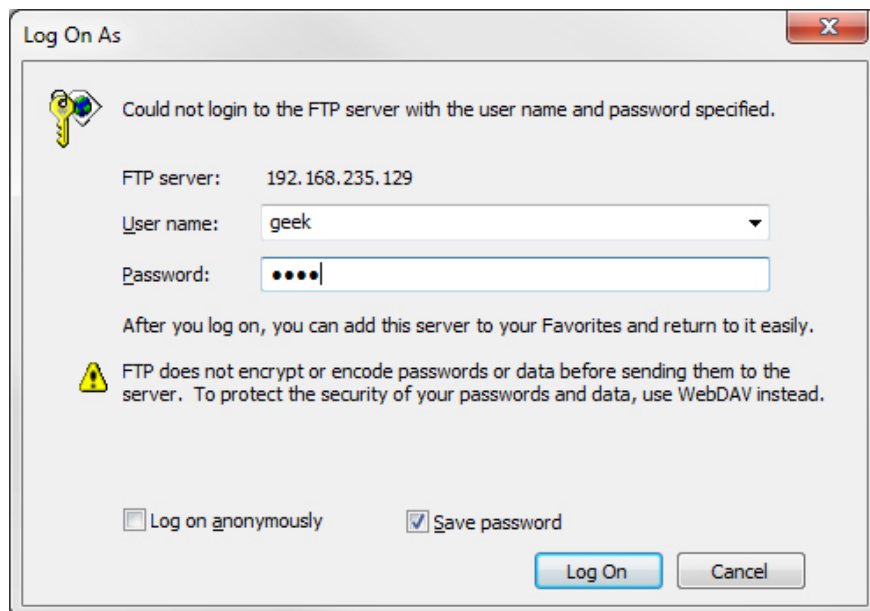 Log On As
Could not login to the FTP server with the user name and password specified.
FTP server: 192.168.235.129
User name: geek
Password: ••••
After you log on, you can add this server to your Favorites and return to it easily.
FTP does not encrypt or encode passwords or data before sending them to the
server. To protect the security of your passwords and data, use WebDAV instead.
Log on anonymously Save password
Log On Cancel